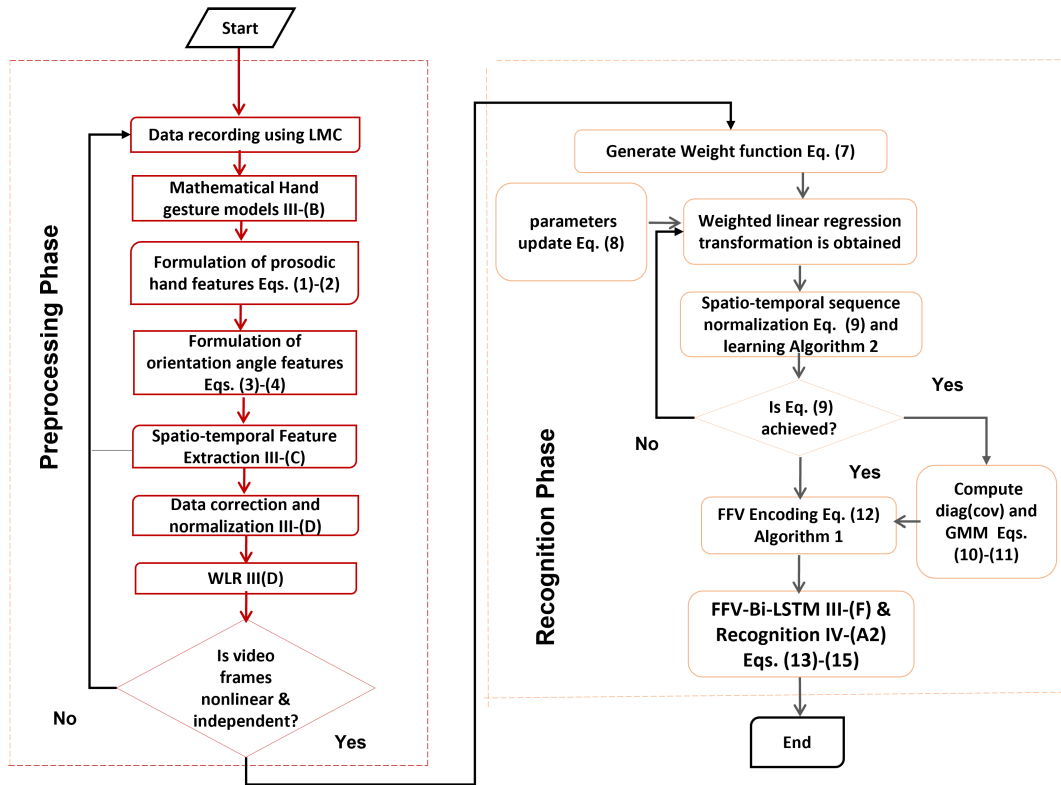 Start
Preprocessing Phase
Data recording using LMC
Mathematical Hand
gesture models III-(B)
Formulation of prosodic
hand features Eqs. (1)-(2)
Formulation of
orientation angle features
Eqs. (3)-(4)
Spatio-temporal Feature
Extraction III-(C)
Data correction and
normalization III-(D)
WLR III(D)
Is video
frames
nonlinear &
independent?
No
Yes
Recognition Phase
Generate Weight function Eq. (7)
parameters
update Eq. (8)
Weighted linear regression
transformation is obtained
Spatio-temporal sequence
normalization Eq. (9) and
learning Algorithm 2
Is Eq. (9)
achieved?
No
Yes
Yes
Compute
diag(cov) and
GMM Eqs.
(10)-(11)
FFV Encoding Eq. (12)
Algorithm 1
FFV-Bi-LSTM III-(F) &
Recognition IV-(A2)
Eqs. (13)-(15)
End